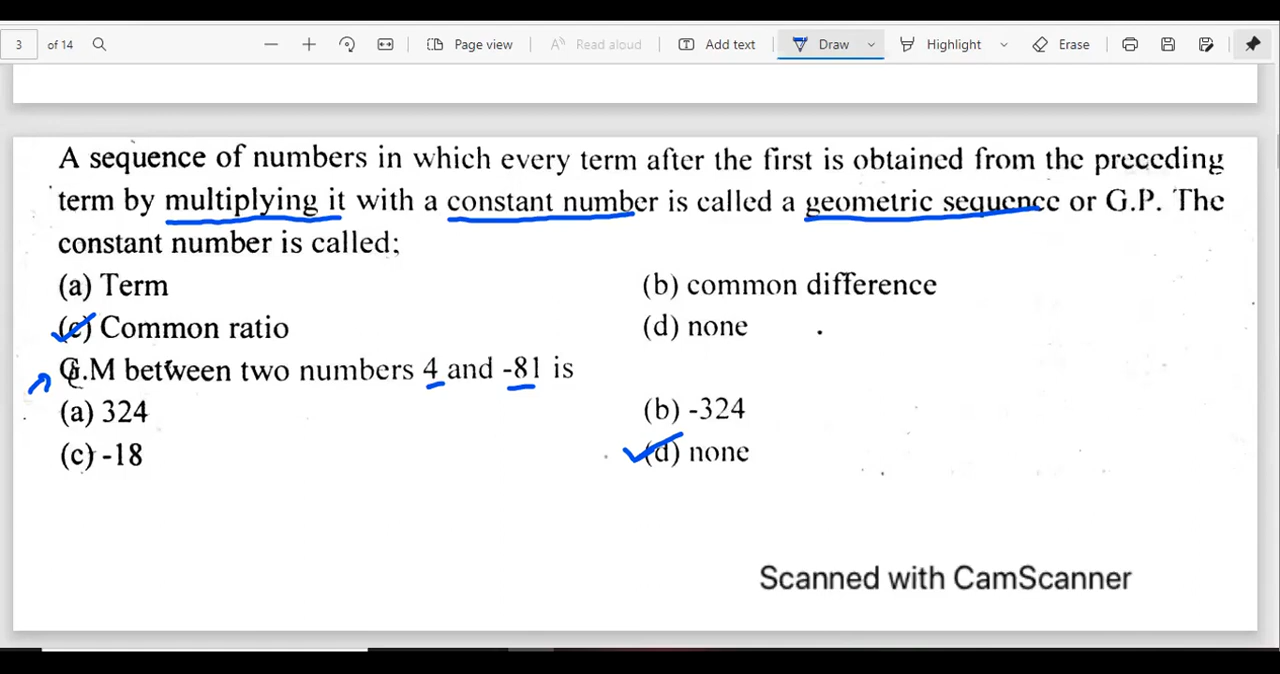 3 of 14 Page view Read aloud Add text Draw Highlight Erase
A sequence of numbers in which every term after the first is obtained from the preceding
term by multiplying it with a constant number is called a geometric sequence or G.P. The
constant number is called;
(a) Term (b) common difference
(c) Common ratio (d) none
G.M between two numbers 4 and -81 is
(a) 324 (b) -324
(c) -18 (d) none
Scanned with CamScanner